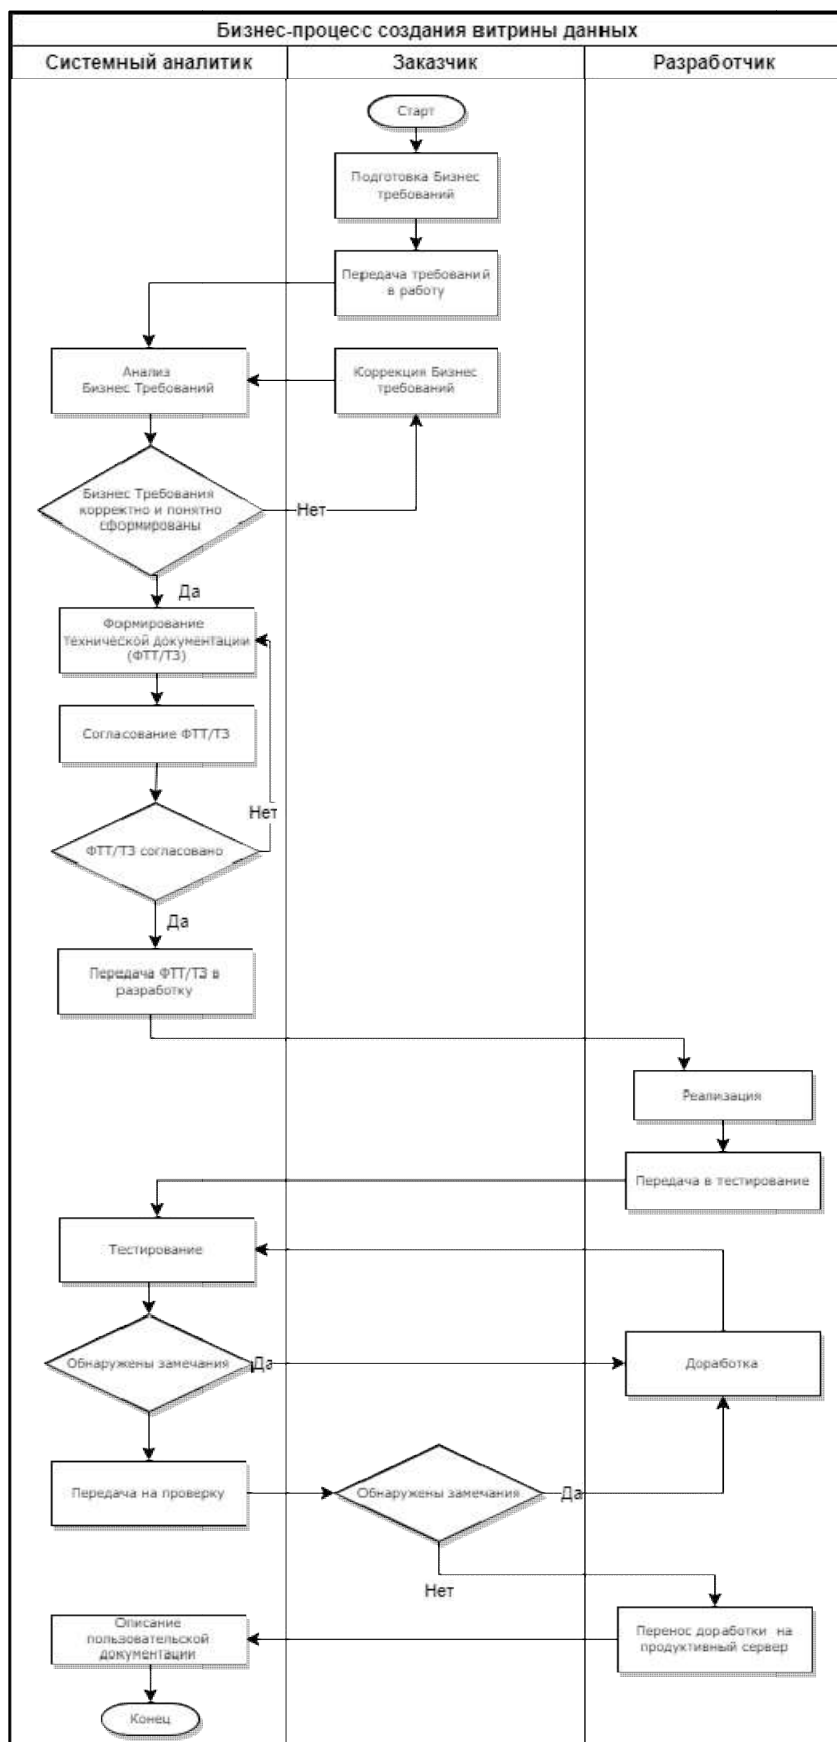 Бизнес-процесс создания витрины данных
Системный аналитик
Заказчик
Разработчик
Старт
Подготовка Бизнес
требований
Передача требований
в работу
Анализ
Бизнес Требований
Коррекция Бизнес
требований
Бизнес Требования
корректно и понятно
сформированы
Нет
Да
Формирование
технической документации
(ФТТ/ТЗ)
Согласование ФТТ/ТЗ
Нет
ФТТ/ТЗ согласовано
Да
Передача ФТТ/ТЗ в
разработку
Реализация
Передача в тестирование
Тестирование
Обнаружены замечания
Да
Доработка
Передача на проверку
Обнаружены замечания
Да
Нет
Описание
пользовательской
документации
Перенос доработки на
продуктивный сервер
Конец